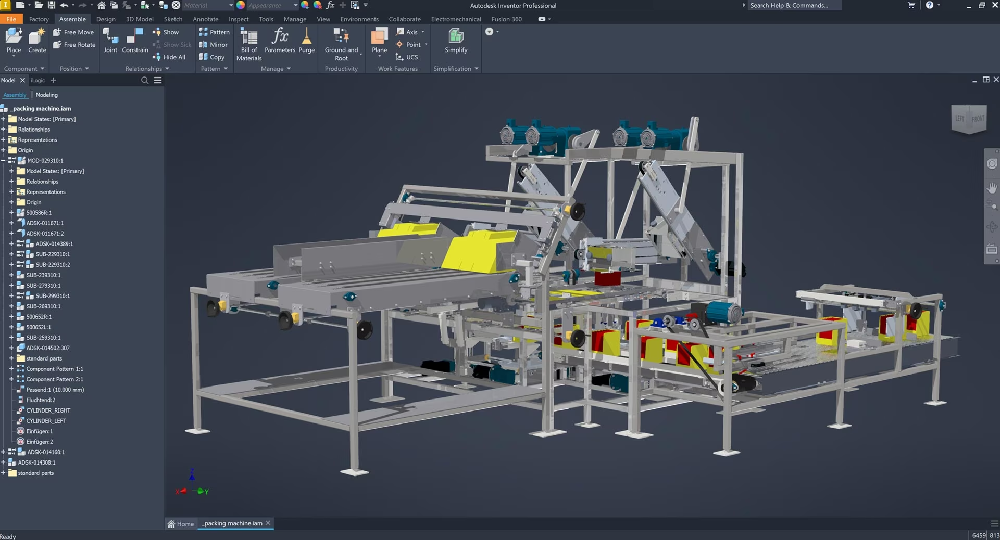 Material
Appearance
fx
Autodesk Inventor Professional
Search Help & Commands...
File
Factory
Assemble
Design
3D Model
Sketch
Annotate
Inspect
Tools
Manage
View
Environments
Collaborate
Electromechanical
Fusion 360
Place
Create
Free Move
Free Rotate
Joint
Constrain
Show
Show Sick
Hide All
Pattern
Mirror
Copy
Bill of
Materials
fx
Parameters
Purge
Ground and
Root
Plane
Axis
Point
UCS
Simplify
Component
Position
Relationships
Pattern
Manage
Productivity
Work Features
Simplification
Model
iLogic
Assembly | Modeling
_packing machine.iam
Model States: [Primary]
Relationships
Representations
Origin
MOD-029310:1
Model States: [Primary]
Relationships
Representations
Origin
500586R:1
ADSK-011671:1
ADSK-011671:2
ADSK-014389:1
SUB-229310:1
SUB-229310:2
SUB-239310:1
SUB-279310:1
SUB-299310:1
SUB-269310:1
500652R:1
500652L:1
SUB-259310:1
ADSK-014502:307
standard parts
Component Pattern 1:1
Component Pattern 2:1
Passend:1 (10.000 mm)
Fluchtend:2
CYLINDER_RIGHT
CYLINDER_LEFT
Einfügen:1
Einfügen:2
ADSK-014168:1
ADSK-014308:1
standard parts
LEFT
FRONT
Z
X
Y
Home
_packing machine.iam
Ready
6459
813